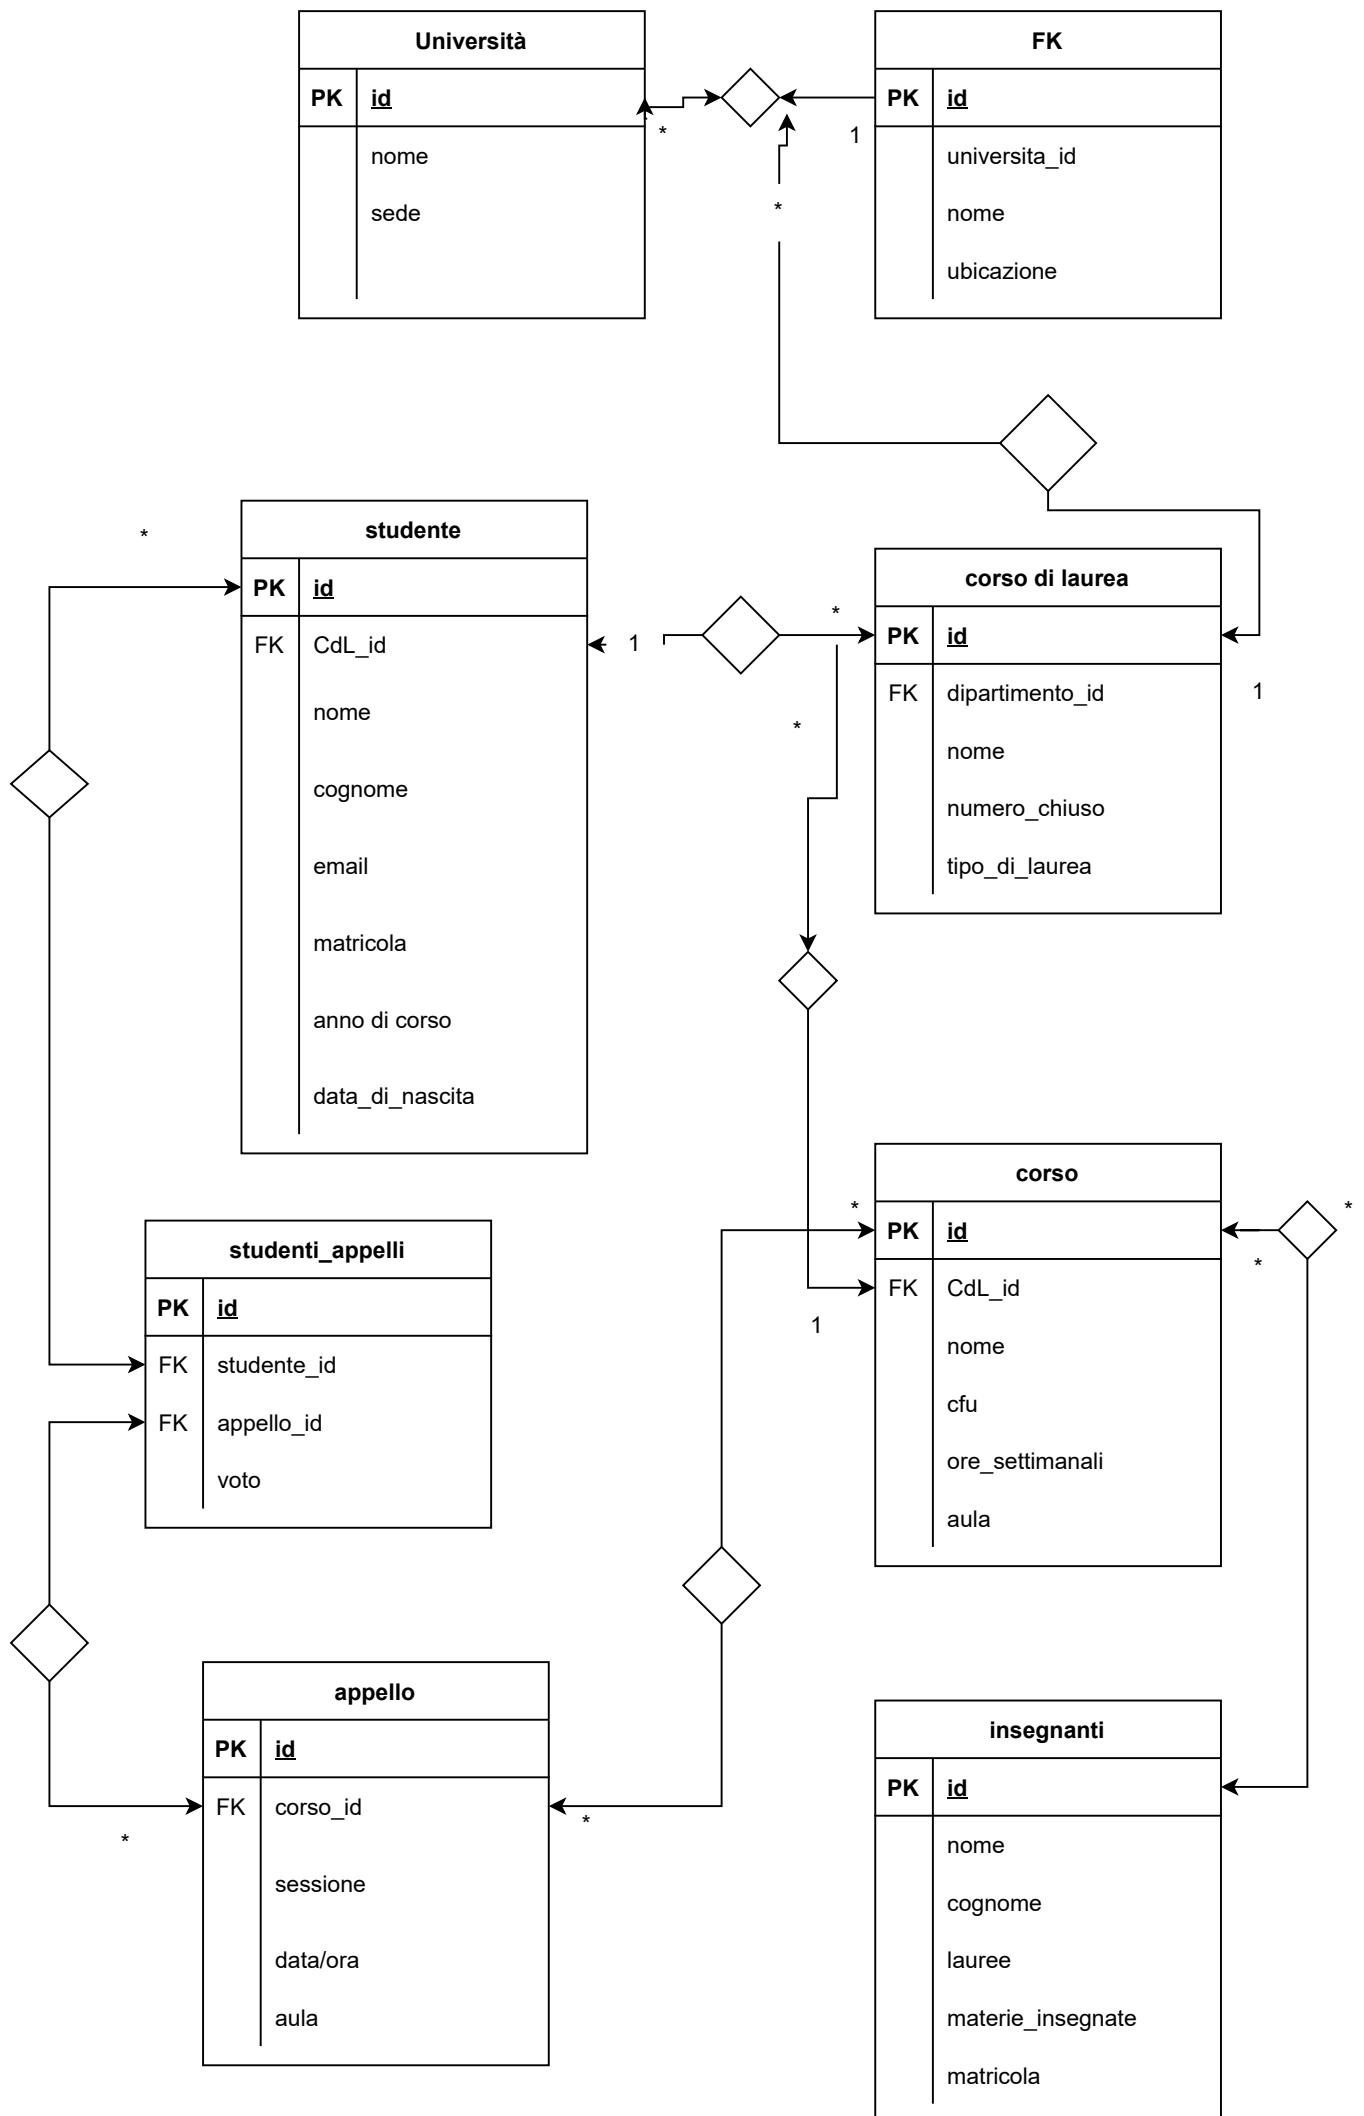 Università
PK id
nome
sede
*
FK
PK id
universita_id
nome
ubicazione
1
*
*
studente
PK id
FK CdL_id
nome
cognome
email
matricola
anno di corso
data_di_nascita
1
*
*
corso di laurea
PK id
FK dipartimento_id
nome
numero_chiuso
tipo_di_laurea
1
studenti_appelli
PK id
FK studente_id
FK appello_id
voto
*
1
corso
PK id
FK CdL_id
nome
cfu
ore_settimanali
aula
*
*
appello
PK id
FK corso_id
sessione
data/ora
aula
*
*
insegnanti
PK id
nome
cognome
lauree
materie_insegnate
matricola